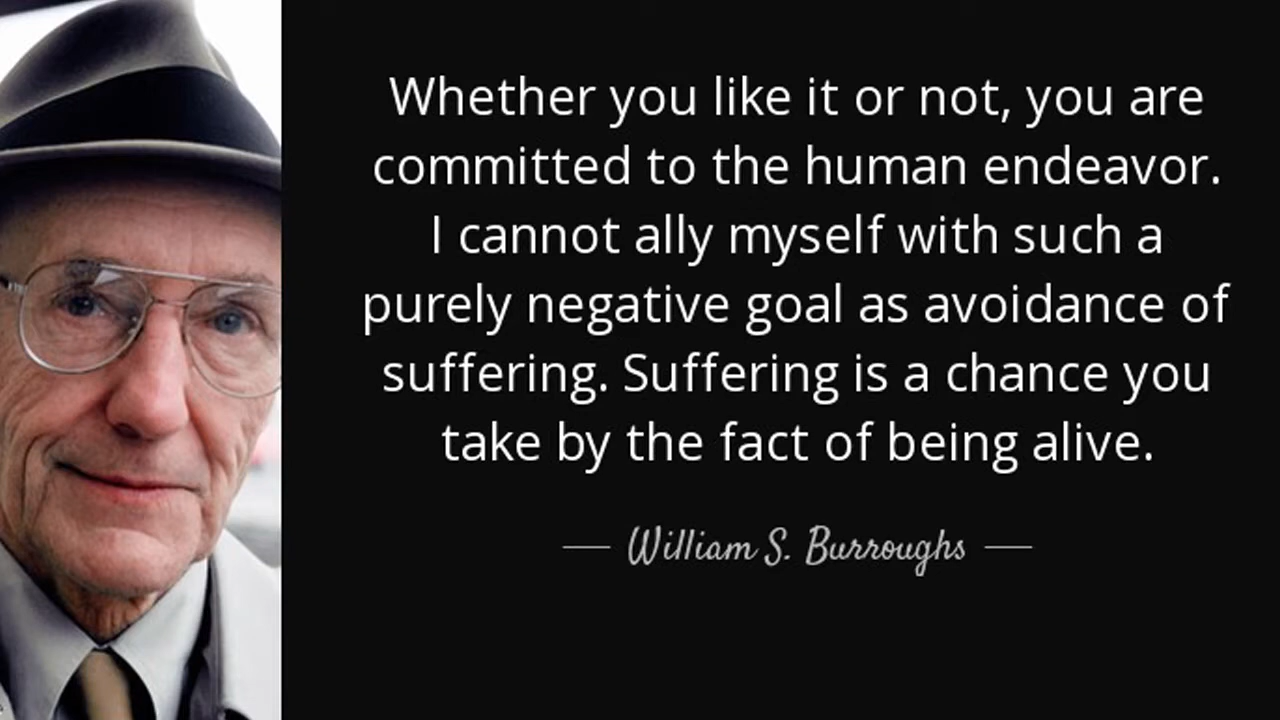 Whether you like it or not, you are
committed to the human endeavor.
I cannot ally myself with such a
purely negative goal as avoidance of
suffering. Suffering is a chance you
take by the fact of being alive.
— William S. Burroughs —